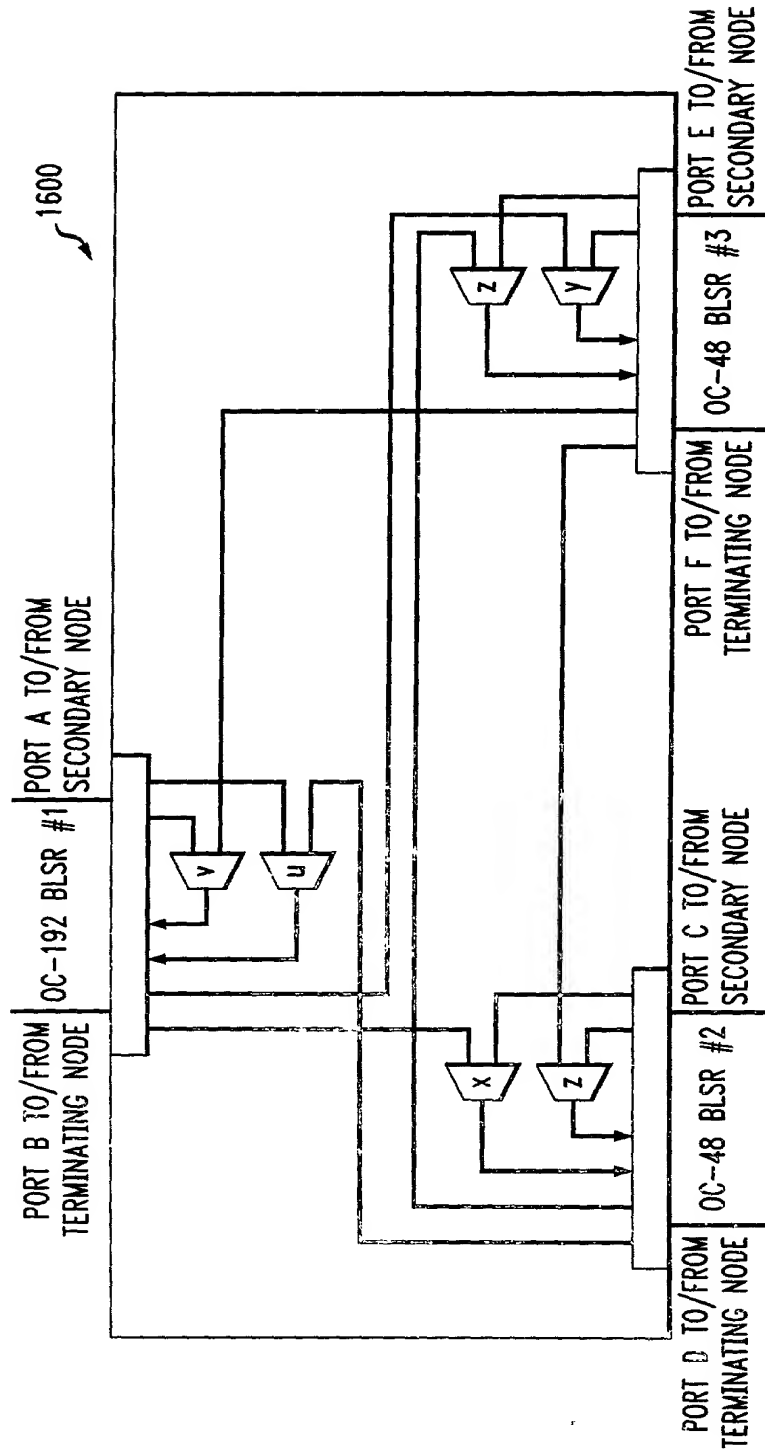 1600
PORT B TO/FROM
TERMINATING NODE
OC-192 BLSR #1
PORT A TO/FROM
SECONDARY NODE
v
u
x
z
z
y
PORT D TO/FROM
TERMINATING NODE
OC-48 BLSR #2
PORT C TO/FROM
SECONDARY NODE
PORT F TO/FROM
TERMINATING NODE
OC-48 BLSR #3
PORT E TO/FROM
SECONDARY NODE